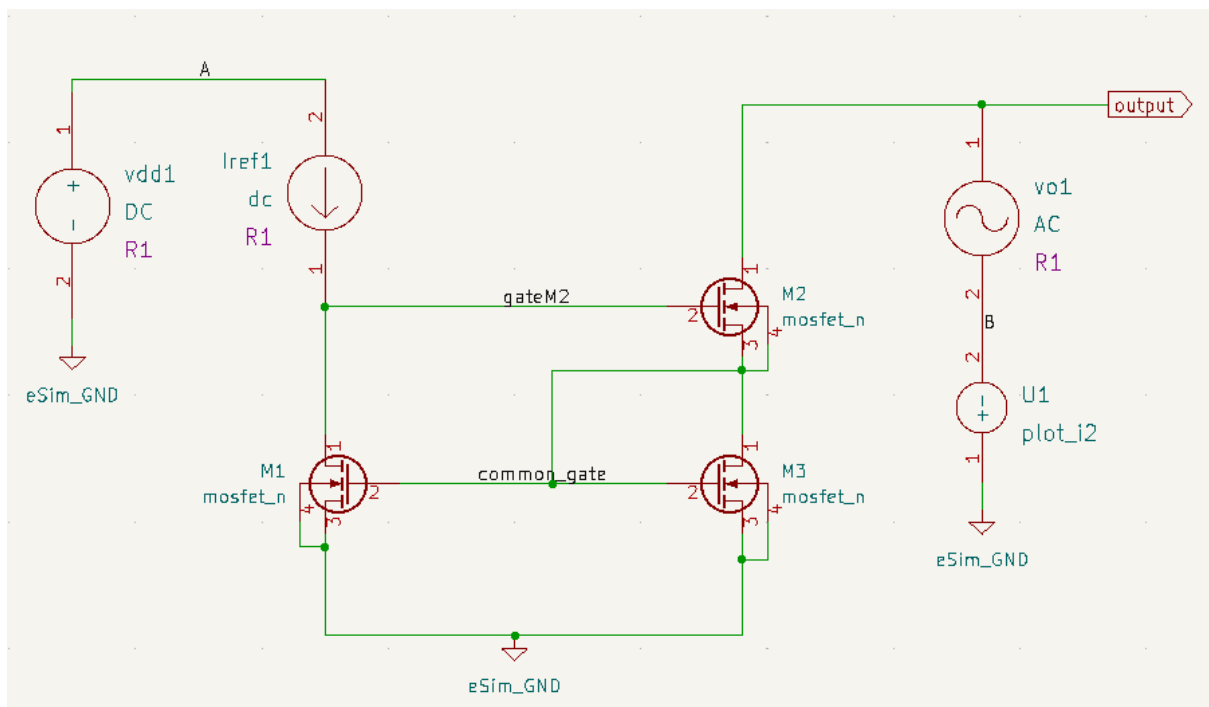 A
output
1
2
Iref1
dc
R1
1
vdd1
DC
R1
2
+
-
1
vo1
AC
R1
2
B
2
-
+
U1
plot_i2
1
eSim_GND
gateM2
1
2
M2
mosfet_n
4
3
eSim_GND
M1
mosfet_n
1
2
4
3
common_gate
1
2
M3
mosfet_n
4
3
eSim_GND